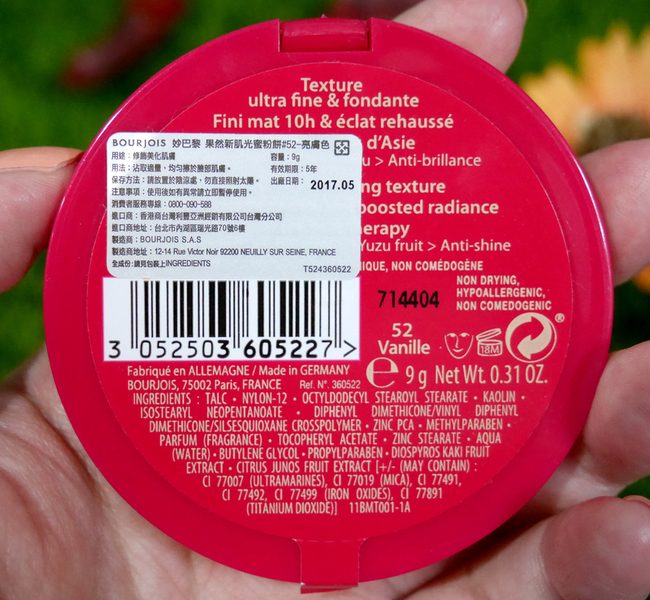 Texture
ultra fine & fondante
Fini mat 10h & éclat rehaussé
d'Asie
> Anti-brillance
texture
boosted radiance
Yuzu fruit > Anti-shine
BOURJOIS 妙巴黎 果然新肌光蜜粉餅#52-亮膚色
用途：修飾美化肌膚
容量：9g
用法：沾取適量，均勻擦於臉部肌膚。
有效期限：5年
保存方法：請放置於陰涼處，勿直接照射太陽。
出廠日期：
2017.05
注意事項：使用後如有異常請立即暫停使用。
消費者服務專線：0800-090-588
進口商：香港商台灣利豐亞洲經銷有限公司台灣分公司
進口商地址：台北市內湖區瑞光路70號6樓
製造商：BOURJOIS S.A.S
製造商地址：12-14 Rue Victor Noir 92200 NEUILLY SUR SEINE, FRANCE
全成份:請見包裝上INGREDIENTS
T524360522
NON COMÉDOGÈNE
NON DRYING,
HYPOALLERGENIC,
NON COMEDOGENIC
714404
52
Vanille
18M
3 052503 605227 >
Fabriqué en ALLEMAGNE / Made in GERMANY
BOURJOIS, 75002 Paris, FRANCE Ref. N° 360522
℮ 9 g Net Wt. 0.31 OZ.
INGREDIENTS : TALC • NYLON-12 • OCTYLDODECYL STEAROYL STEARATE • KAOLIN •
ISOSTEARYL NEOPENTANOATE • DIPHENYL DIMETHICONE/VINYL DIPHENYL
DIMETHICONE/SILSESQUIOXANE CROSSPOLYMER • ZINC PCA • METHYLPARABEN •
PARFUM (FRAGRANCE) • TOCOPHERYL ACETATE • ZINC STEARATE • AQUA
(WATER) • BUTYLENE GLYCOL • PROPYLPARABEN • DIOSPYROS KAKI FRUIT
EXTRACT • CITRUS JUNOS FRUIT EXTRACT [+/- (MAY CONTAIN) :
CI 77007 (ULTRAMARINES), CI 77019 (MICA), CI 77491,
CI 77492, CI 77499 (IRON OXIDES), CI 77891
(TITANIUM DIOXIDE)] 11BMT001-1A